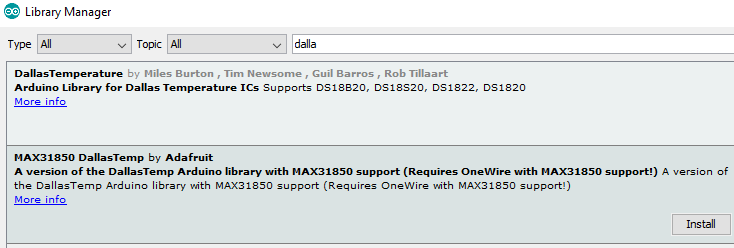 Library Manager
Type All Topic All dalla
DallasTemperature by Miles Burton , Tim Newsome , Guil Barros , Rob Tillaart
Arduino Library for Dallas Temperature ICs Supports DS18B20, DS18S20, DS1822, DS1820
More info
MAX31850 DallasTemp by Adafruit
A version of the DallasTemp Arduino library with MAX31850 support (Requires OneWire with MAX31850 support!) A version of
the DallasTemp Arduino library with MAX31850 support (Requires OneWire with MAX31850 support!)
More info
Install